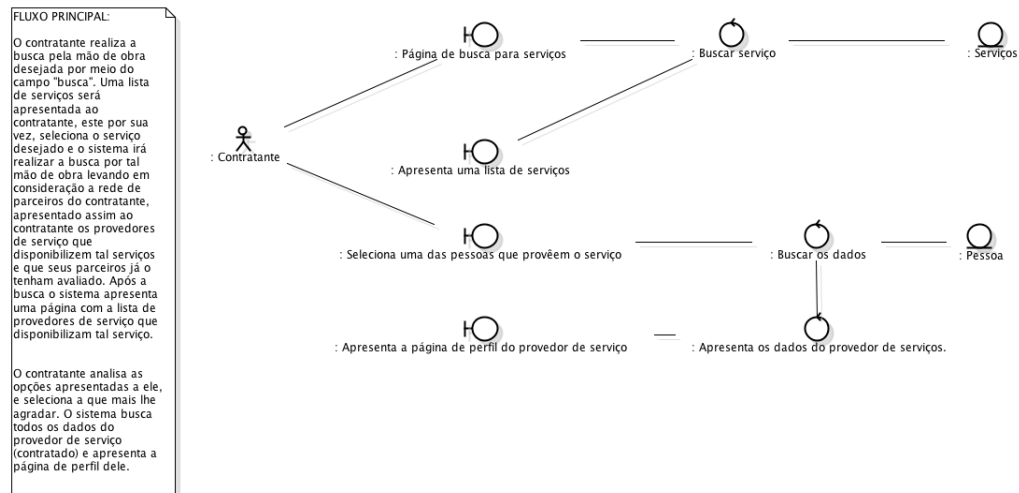 FLUXO PRINCIPAL:
O contratante realiza a
busca pela mão de obra
desejada por meio do
campo "busca". Uma lista
de serviços será
apresentada ao
contratante, este por sua
vez, seleciona o serviço
desejado e o sistema irá
realizar a busca por tal
mão de obra levando em
consideração a rede de
parceiros do contratante,
apresentado assim ao
contratante os provedores
de serviço que
disponibilizem tal serviços
e que seus parceiros já o
tenham avaliado. Após a
busca o sistema apresenta
uma página com a lista de
provedores de serviço que
disponibilizam tal serviço.
O contratante analisa as
opções apresentadas a ele,
e seleciona a que mais lhe
agradar. O sistema busca
todos os dados do
provedor de serviço
(contratado) e apresenta a
página de perfil dele.
: Contratante
: Página de busca para serviços
: Buscar serviço
: Serviços
: Apresenta uma lista de serviços
: Seleciona uma das pessoas que provêem o serviço
: Buscar os dados
: Pessoa
: Apresenta a página de perfil do provedor de serviço
: Apresenta os dados do provedor de serviços.